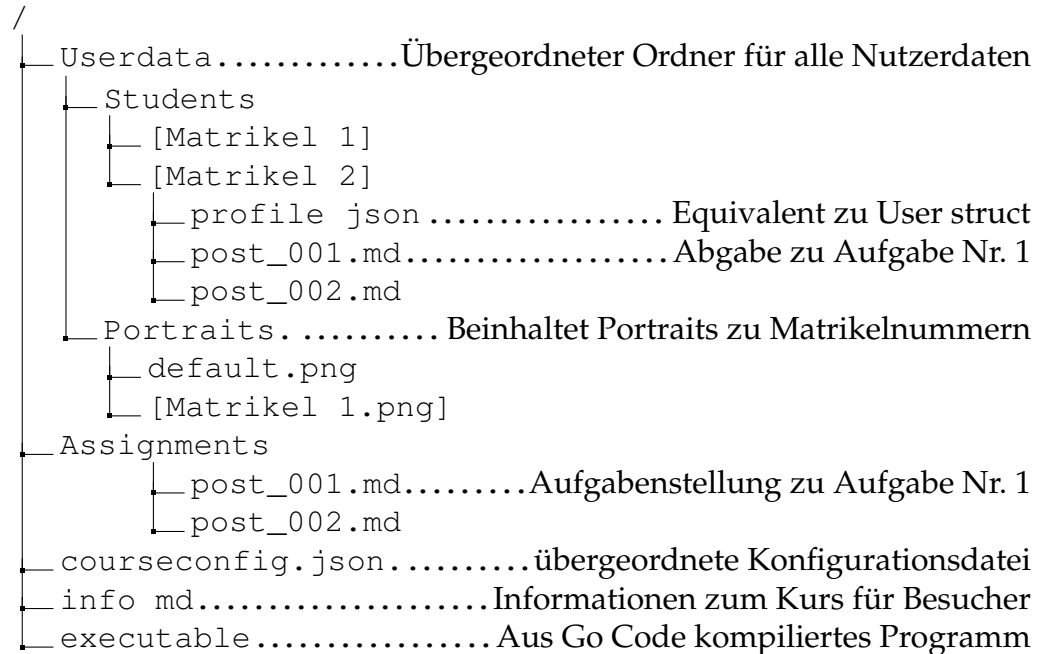 /
Userdata.............Übergeordneter Ordner für alle Nutzerdaten
Students
[Matrikel 1]
[Matrikel 2]
profile json ................. Equivalent zu User struct
post_001.md....................Abgabe zu Aufgabe Nr. 1
post_002.md
Portraits. .......... Beinhaltet Portraits zu Matrikelnummern
default.png
[Matrikel 1.png]
Assignments
post_001.md.........Aufgabenstellung zu Aufgabe Nr. 1
post_002.md
courseconfig.json...........übergeordnete Konfigurationsdatei
info md......................Informationen zum Kurs für Besucher
executable.................Aus Go Code kompiliertes Programm